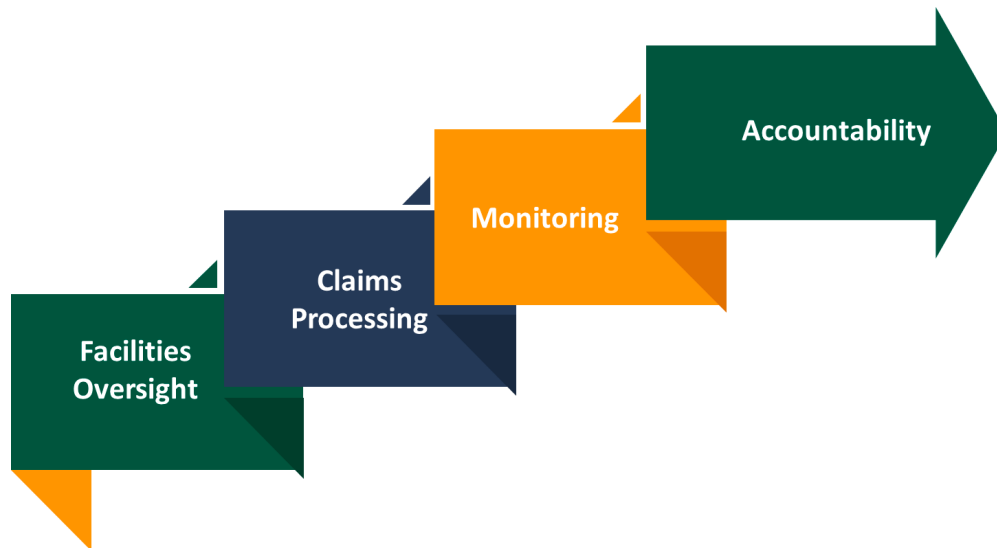 Facilities
Oversight
Claims
Processing
Monitoring
Accountability